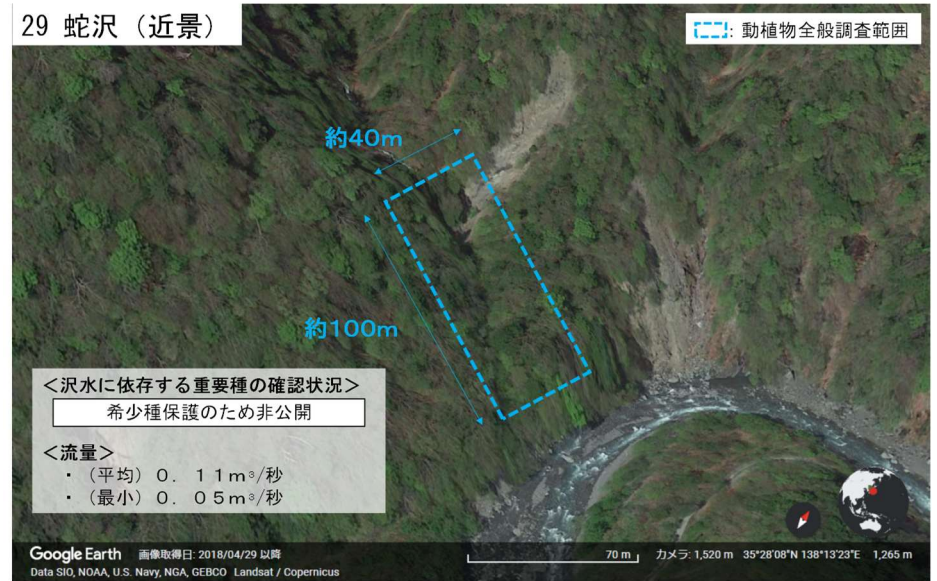 29 蛇沢（近景）
: 動植物全般調査範囲
約40m
約100m
＜沢水に依存する重要種の確認状況＞
希少種保護のため非公開
＜流量＞
・（平均）０．１１m³/秒
・（最小）０．０５m³/秒
Google Earth 画像取得日: 2018/04/29 以降
70 m カメラ: 1,520 m 35°28'08"N 138°13'23"E 1,265 m
Data SIO, NOAA, U.S. Navy, NGA, GEBCO Landsat / Copernicus